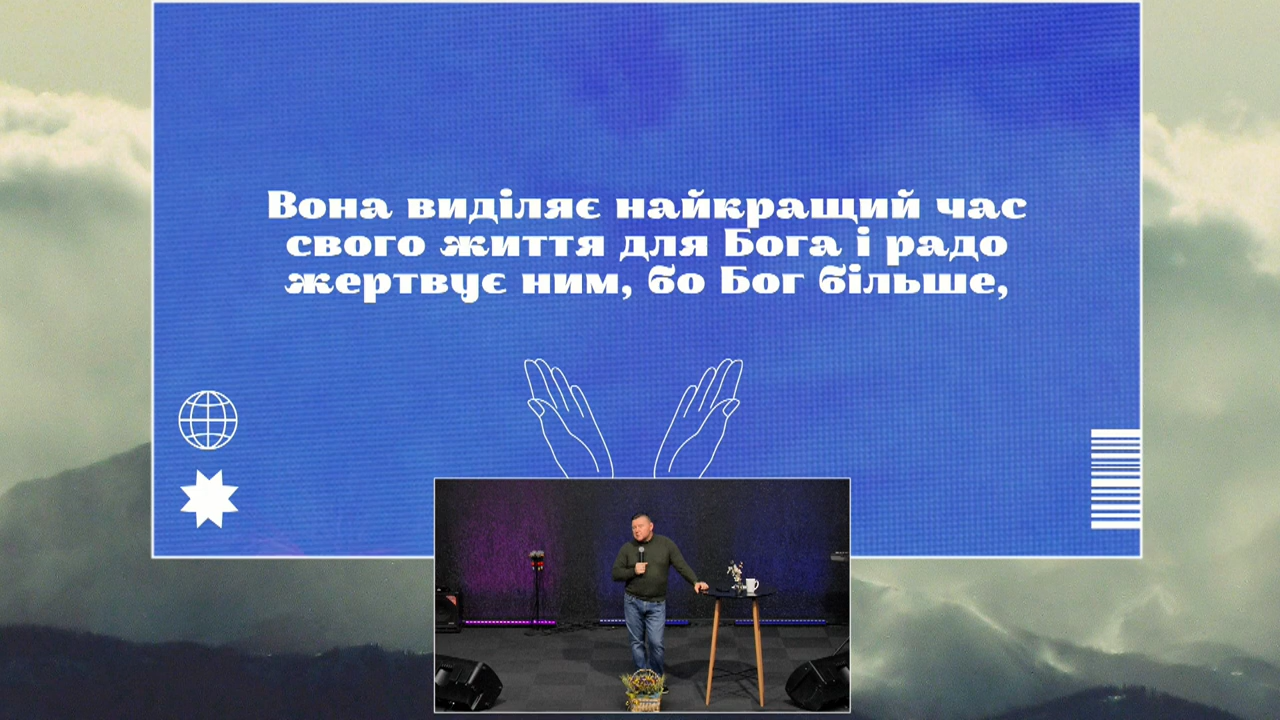 Вона виділяє найкращий час
свого життя для Бога і радо
жертвує ним, бо Бог більше,